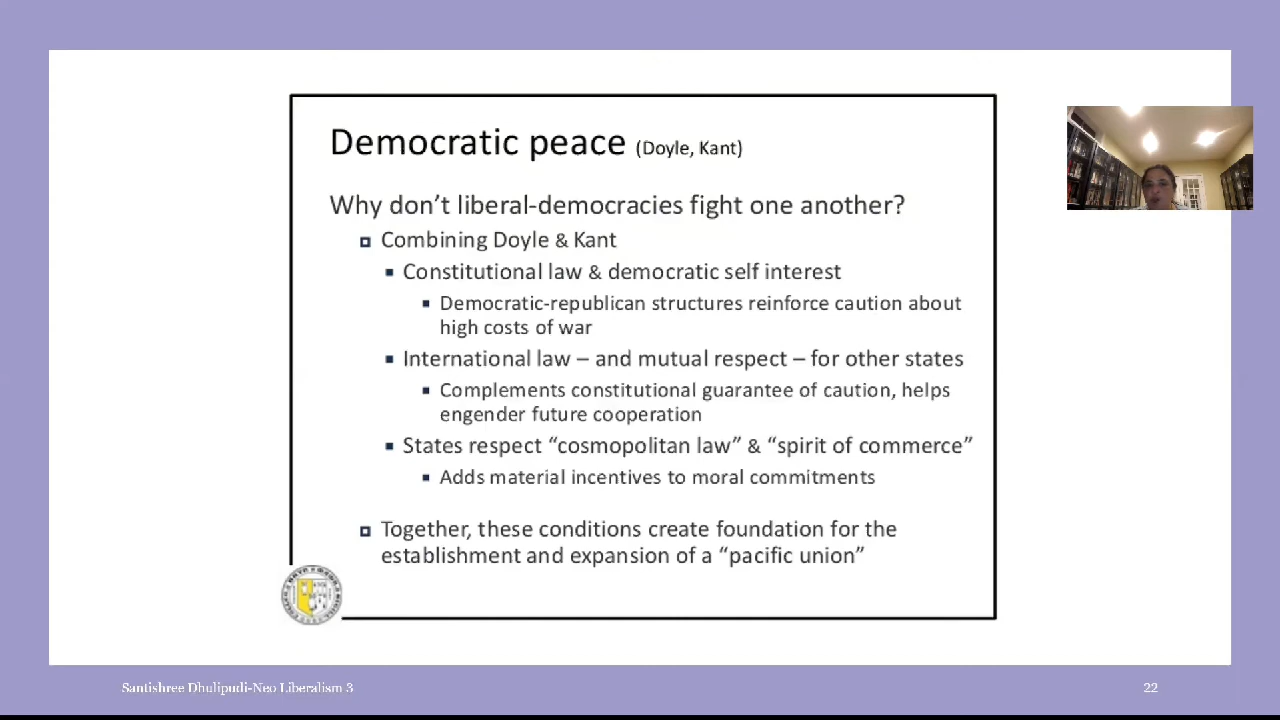 Democratic peace (Doyle, Kant)
Why don't liberal-democracies fight one another?
Combining Doyle & Kant
Constitutional law & democratic self interest
Democratic-republican structures reinforce caution about
high costs of war
International law – and mutual respect – for other states
Complements constitutional guarantee of caution, helps
engender future cooperation
States respect “cosmopolitan law” & “spirit of commerce”
Adds material incentives to moral commitments
Together, these conditions create foundation for the
establishment and expansion of a “pacific union”
Santishree Dhulipudi-Neo Liberalism 3
22